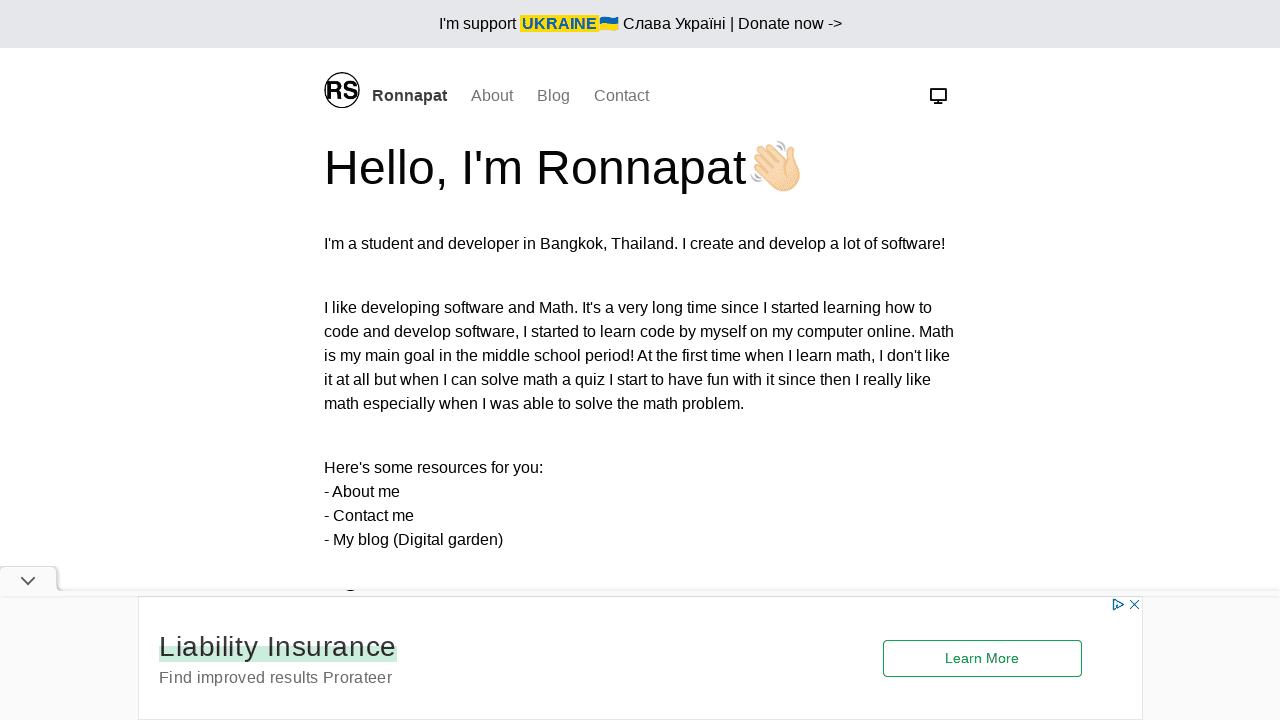 I'm support UKRAINE🇺🇦 Слава Україні | Donate now ->
RS Ronnapat About Blog Contact
Hello, I'm Ronnapat👋🏻
I'm a student and developer in Bangkok, Thailand. I create and develop a lot of software!
I like developing software and Math. It's a very long time since I started learning how to
code and develop software, I started to learn code by myself on my computer online. Math
is my main goal in the middle school period! At the first time when I learn math, I don't like
it at all but when I can solve math a quiz I start to have fun with it since then I really like
math especially when I was able to solve the math problem.
Here's some resources for you:
- About me
- Contact me
- My blog (Digital garden)
Liability Insurance
Find improved results Prorateer
Learn More